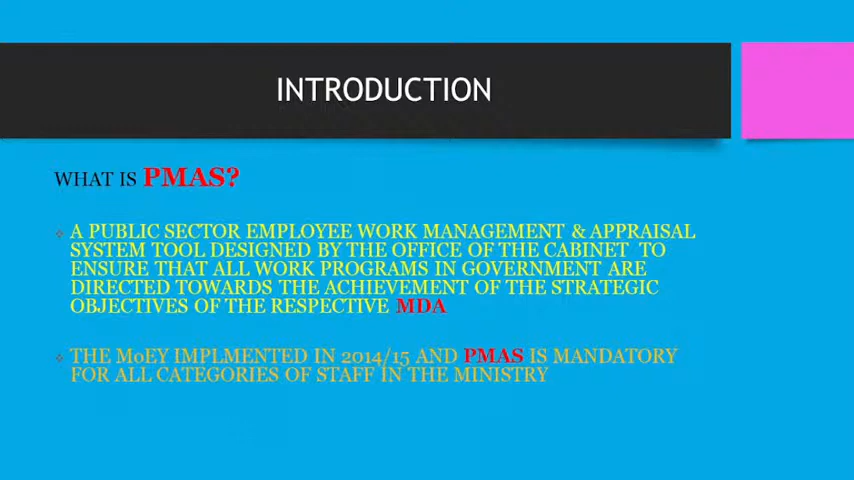 INTRODUCTION
WHAT IS PMAS?
A PUBLIC SECTOR EMPLOYEE WORK MANAGEMENT & APPRAISAL
SYSTEM TOOL DESIGNED BY THE OFFICE OF THE CABINET TO
ENSURE THAT ALL WORK PROGRAMS IN GOVERNMENT ARE
DIRECTED TOWARDS THE ACHIEVEMENT OF THE STRATEGIC
OBJECTIVES OF THE RESPECTIVE MDA
THE MoEY IMPLMENTED IN 2014/15 AND PMAS IS MANDATORY
FOR ALL CATEGORIES OF STAFF IN THE MINISTRY